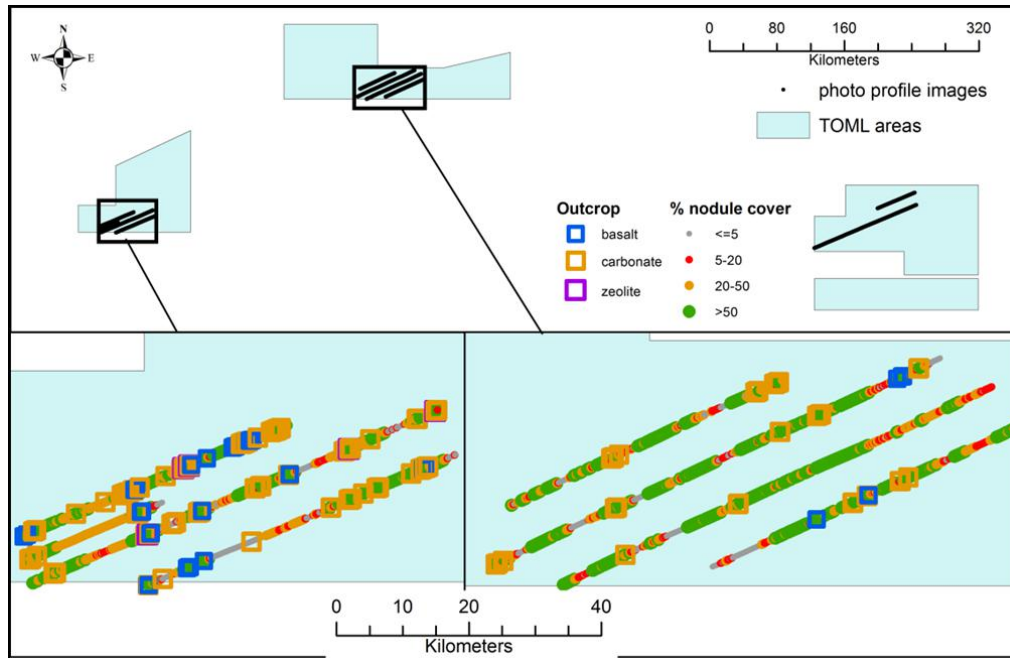 N
W E
S
0 80 160 320
Kilometers
photo profile images
TOML areas
Outcrop
basalt
carbonate
zeolite
% nodule cover
<=5
5-20
20-50
>50
0 10 20 40
Kilometers